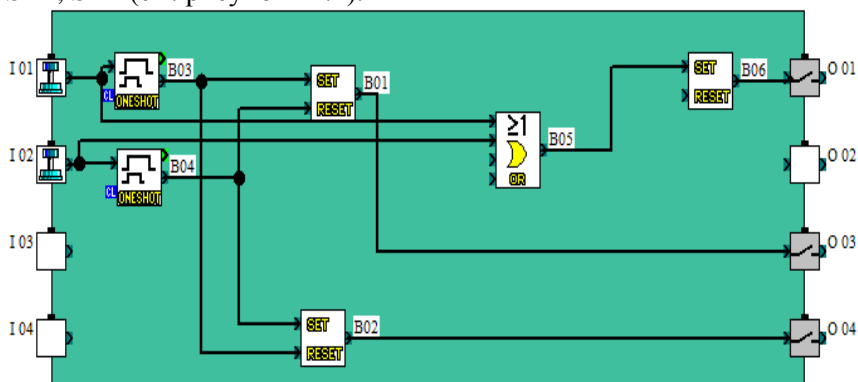 I 01
B03
CL
ONESHOT
SET
RESET
B01
≥1
OR
B05
SET
RESET
B06
O 01
I 02
B04
CL
ONESHOT
O 02
I 03
O 03
I 04
SET
RESET
B02
O 04